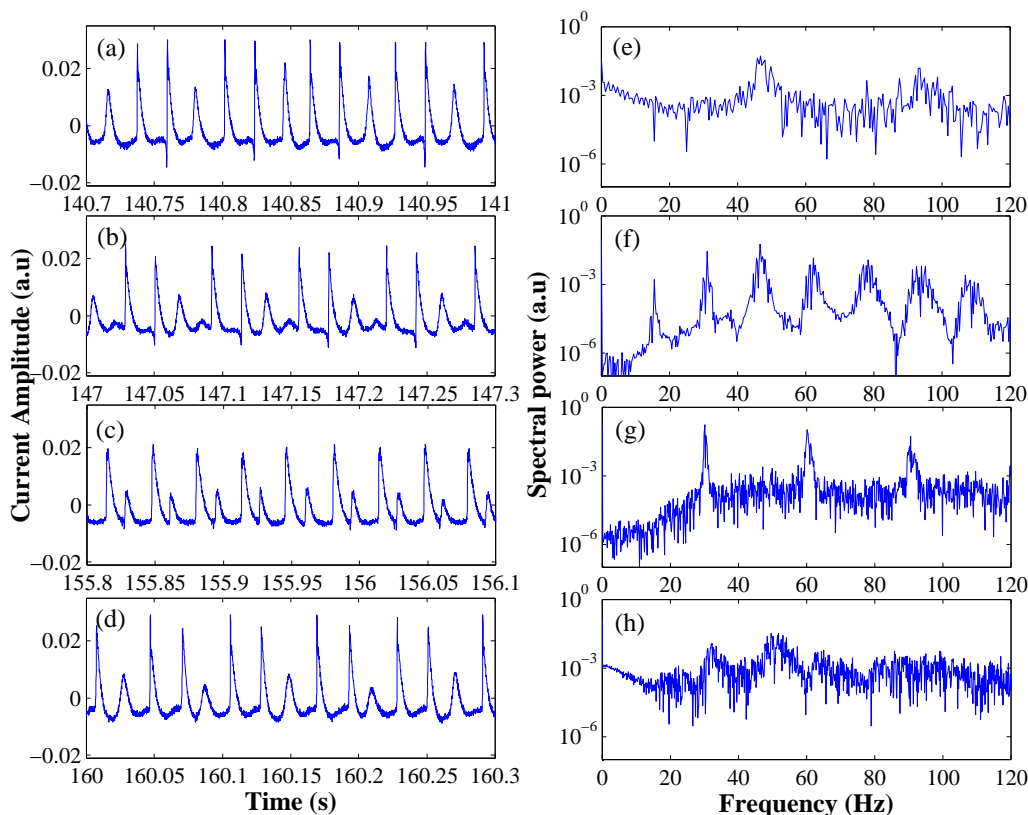 (a)
0.02
0
−0.02
140.7 140.75 140.8 140.85 140.9 140.95 141
(b)
0.02
0
−0.02
147 147.05 147.1 147.15 147.2 147.25 147.3
(c)
0.02
0
−0.02
155.8 155.85 155.9 155.95 156 156.05 156.1
(d)
0.02
0
−0.02
160 160.05 160.1 160.15 160.2 160.25 160.3
Current Amplitude (a.u)
Time (s)
(e)
10^0
10^−3
10^−6
0 20 40 60 80 100 120
(f)
10^0
10^−3
10^−6
0 20 40 60 80 100 120
(g)
10^0
10^−3
10^−6
0 20 40 60 80 100 120
(h)
10^0
10^−3
10^−6
0 20 40 60 80 100 120
Spectral power (a.u)
Frequency (Hz)